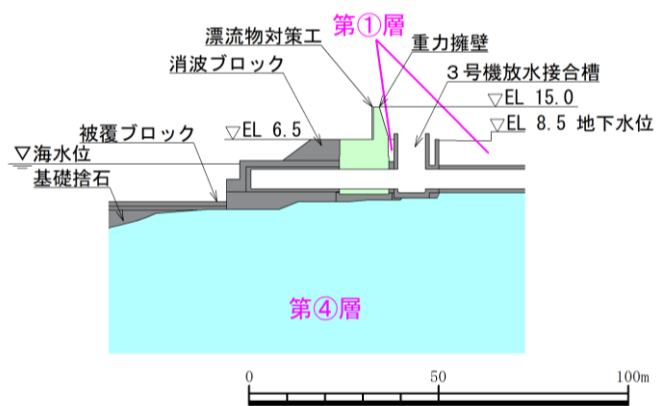 第①層
漂流物対策工
重力擁壁
消波ブロック
3号機放水接合槽
▽EL 15.0
▽EL 6.5
▽EL 8.5 地下水位
被覆ブロック
▽海水位
基礎捨石
第④層
0 50 100m